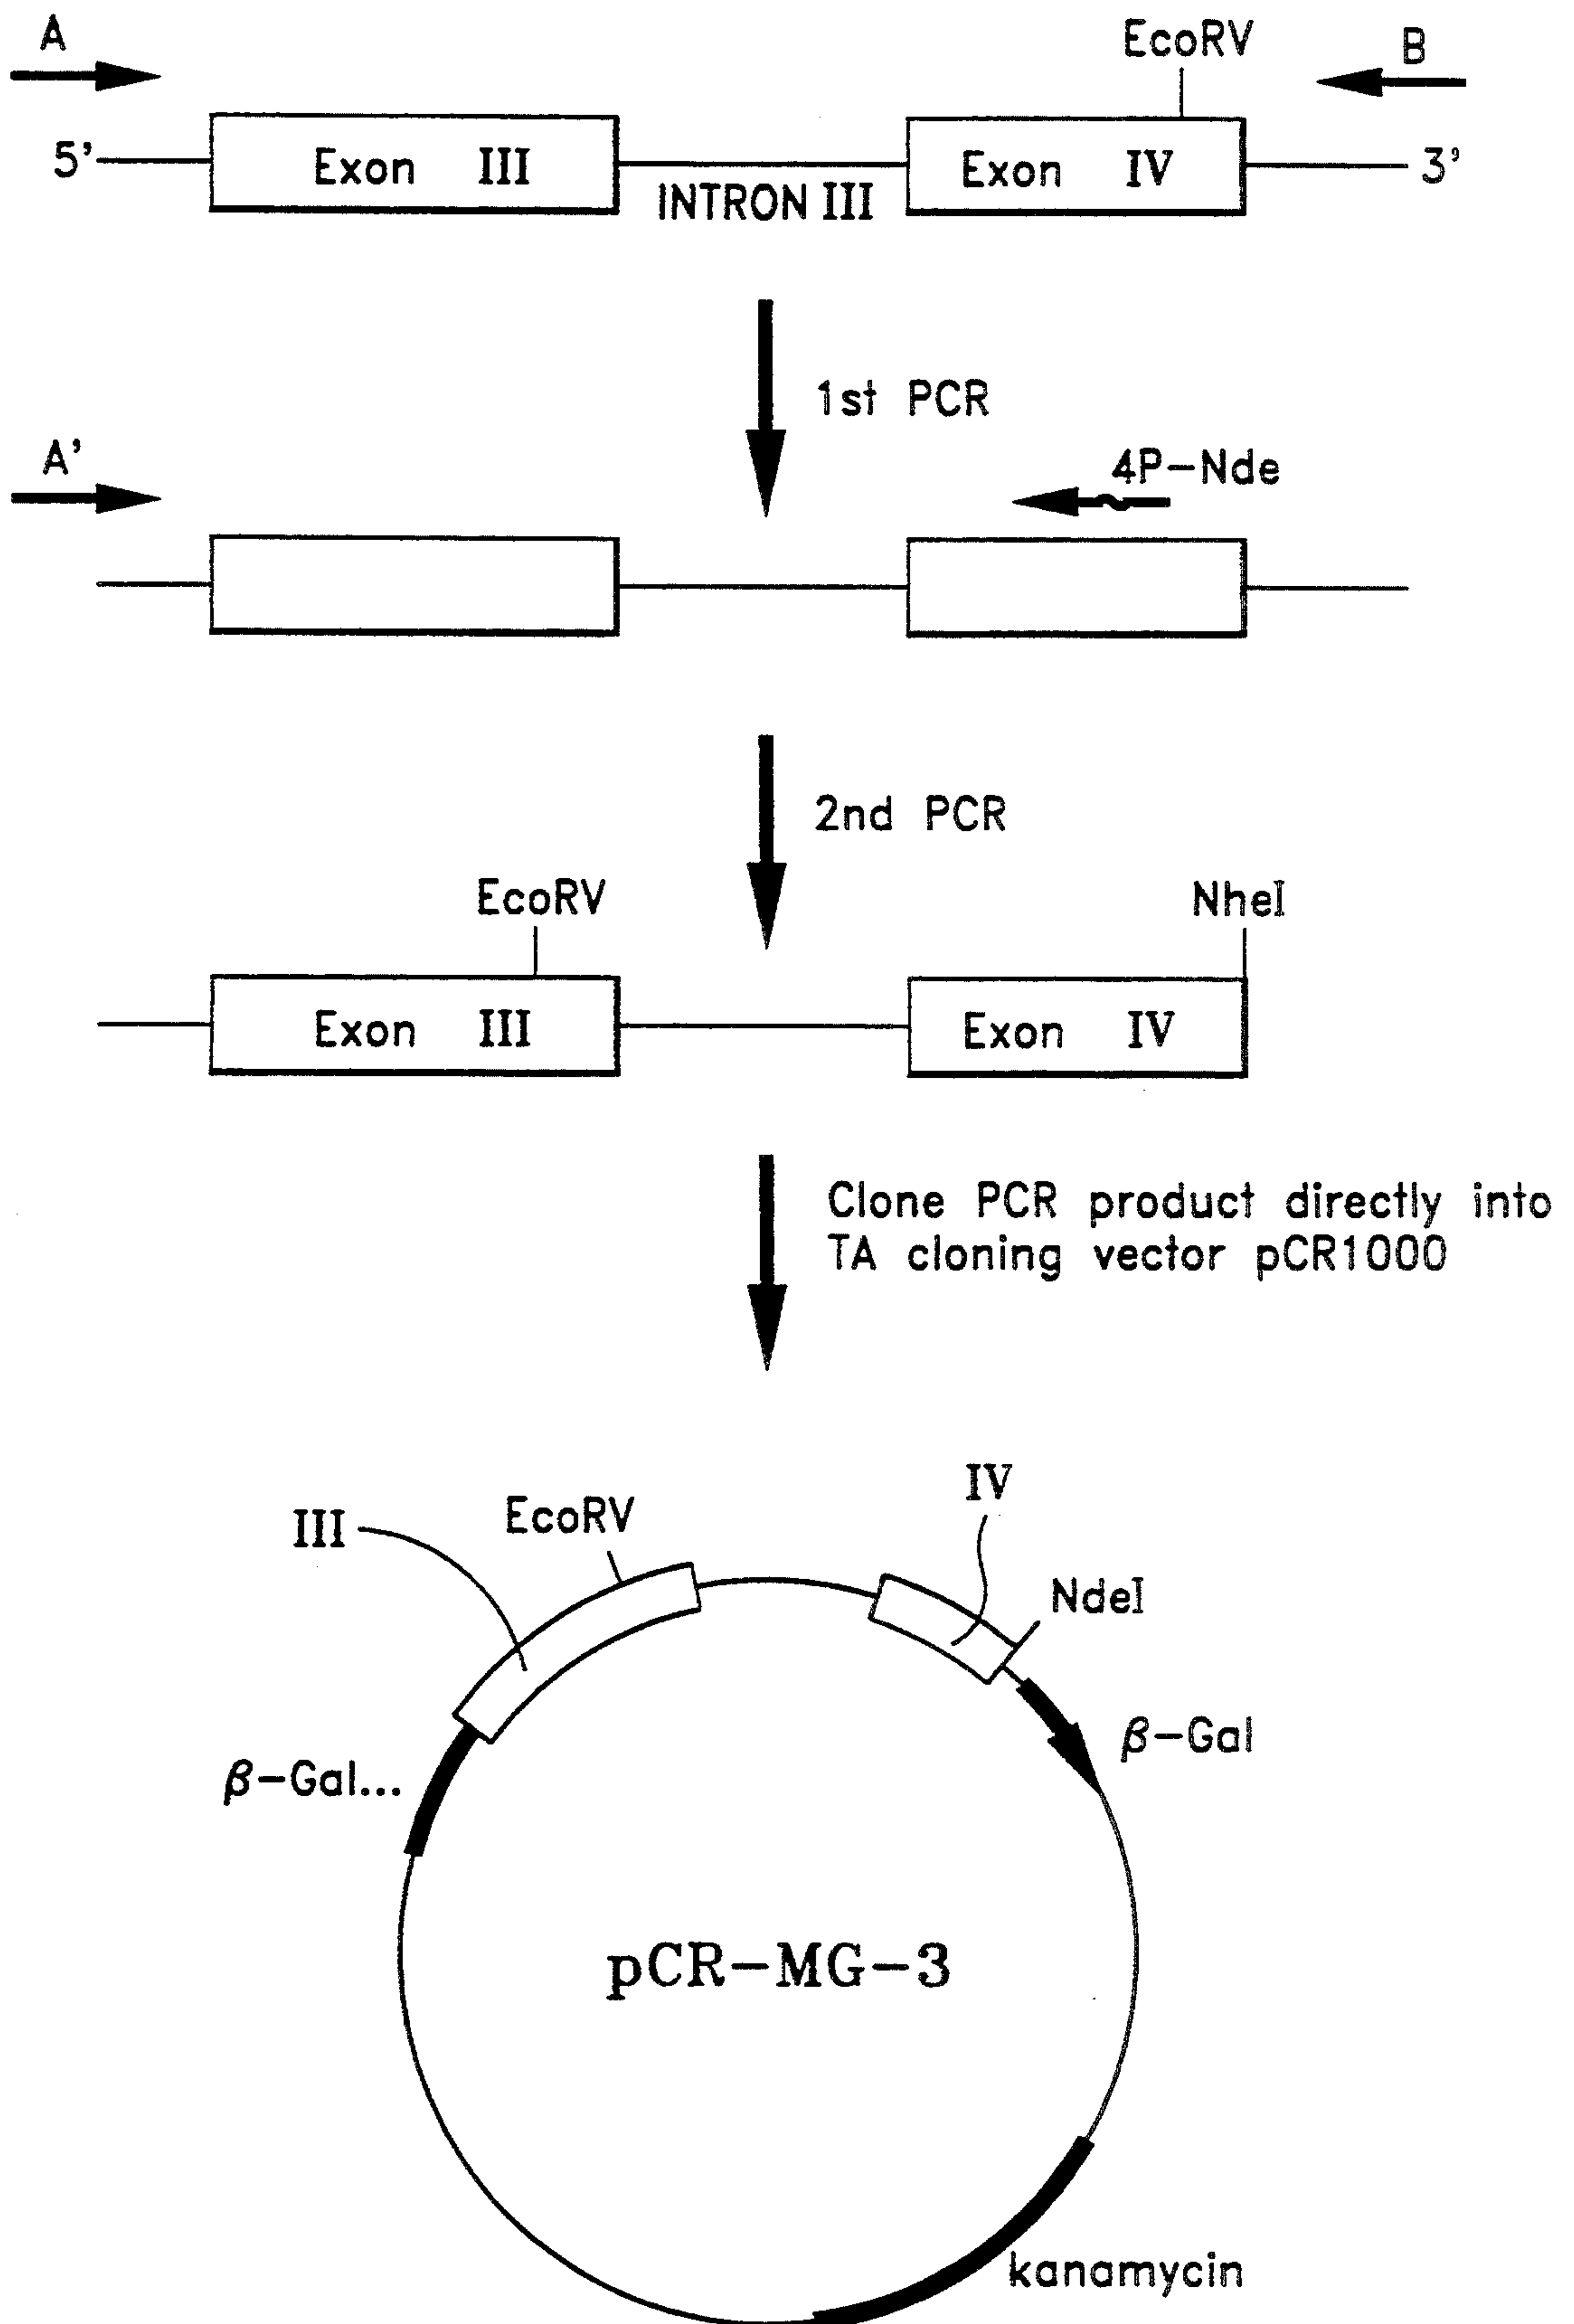 A
EcoRV
B
5'
Exon III
INTRON III
Exon IV
3'
1st PCR
A'
4P-Nde
2nd PCR
EcoRV
NheI
Exon III
Exon IV
Clone PCR product directly into
TA cloning vector pCR1000
III
EcoRV
IV
NdeI
β-Gal...
β-Gal
pCR-MG-3
kanamycin